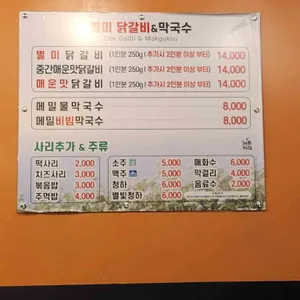 별미 닭갈비&막국수
Dak Galbi & Makguksu
별 미 닭 갈 비 (1인분 250g) 추가시 2인분 이상 부터) 14,000
중간매운맛닭갈비 (1인분 250g) 추가시 2인분 이상 부터) 14,000
매 운 맛 닭 갈 비 (1인분 250g) 추가시 2인분 이상 부터) 14,000
메밀물막국수 8,000
메밀비빔막국수 8,000
사리추가 & 주류
떡사리 2,000 소주 5,000 매화수 6,000
치즈사리 3,000 맥주 5,000 막걸리 4,000
볶음밥 3,000 청하 6,000 음료수 2,000
주먹밥 4,000 별빛청하 6,000